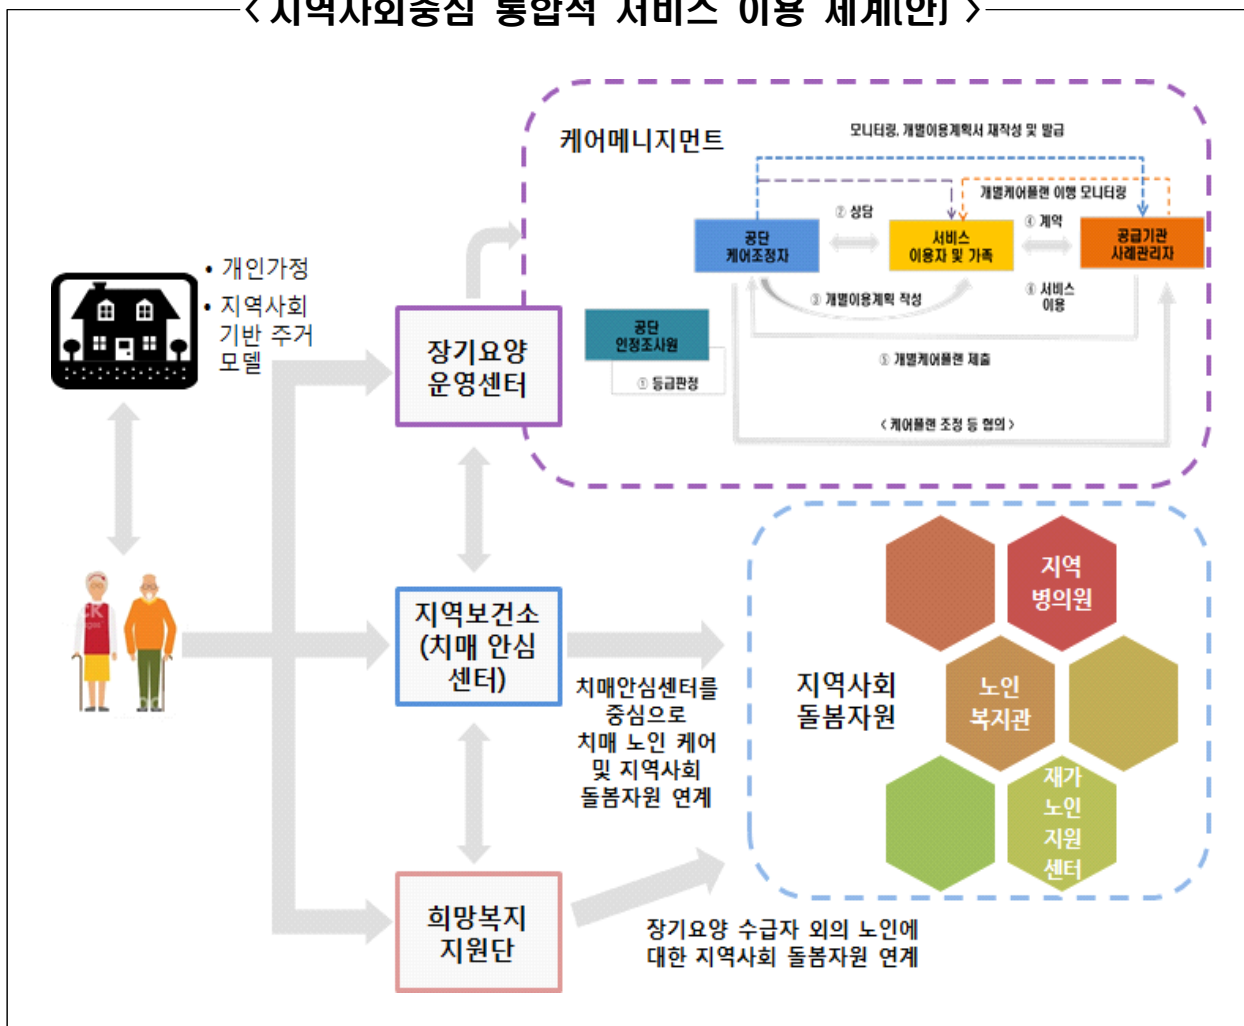 < 지역사회중심 통합적 서비스 이용 체계(안) >
케어메니지먼트
모니터링, 개별이용계획서 재작성 및 발급
개별케어플랜 이행 모니터링
② 상담
④ 계약
공단
케어조정자
서비스
이용자 및 가족
공급기관
사례관리자
③ 개별이용계획 작성
⑥ 서비스
이용
공단
인정조사원
① 등급판정
⑤ 개별케어플랜 제출
< 케어플랜 조정 등 협의 >
• 개인가정
• 지역사회
기반 주거
모델
장기요양
운영센터
지역보건소
(치매 안심
센터)
치매안심센터를
중심으로
치매 노인 케어
및 지역사회
돌봄자원 연계
지역사회
돌봄자원
지역
병의원
노인
복지관
재가
노인
지원
센터
희망복지
지원단
장기요양 수급자 외의 노인에
대한 지역사회 돌봄자원 연계